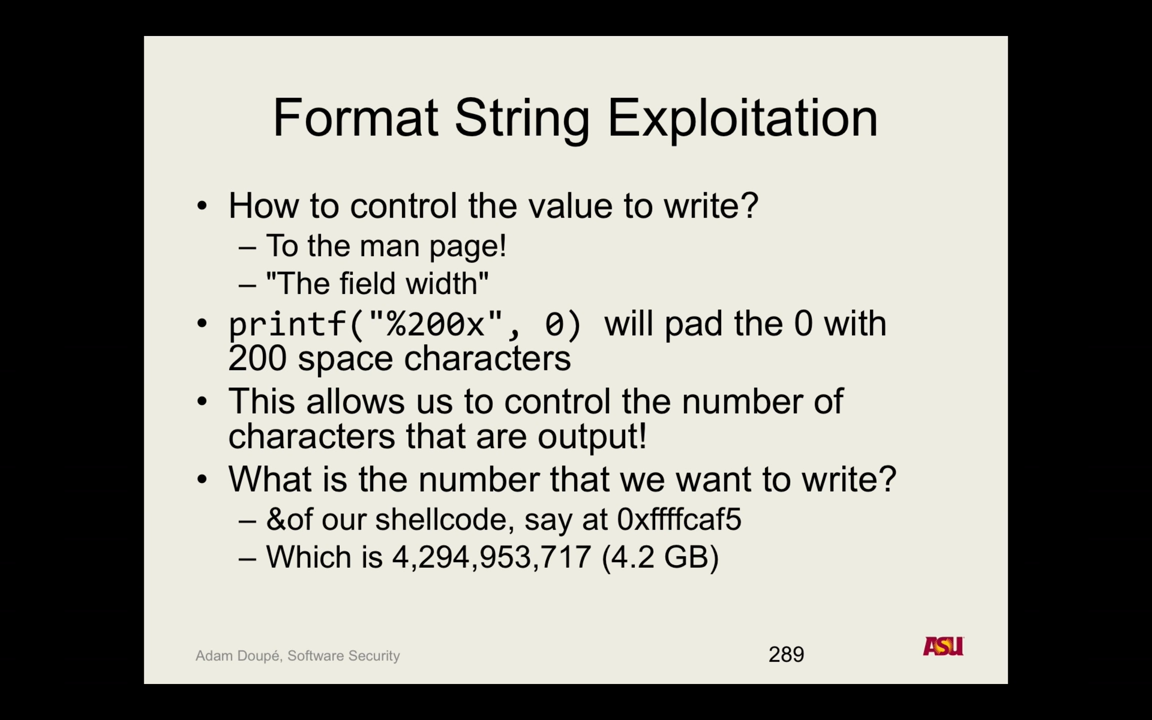 Format String Exploitation
• How to control the value to write?
– To the man page!
– "The field width"
• printf("%200x", 0) will pad the 0 with
200 space characters
• This allows us to control the number of
characters that are output!
• What is the number that we want to write?
– &of our shellcode, say at 0xffffcaf5
– Which is 4,294,953,717 (4.2 GB)
Adam Doupé, Software Security
289
ASU